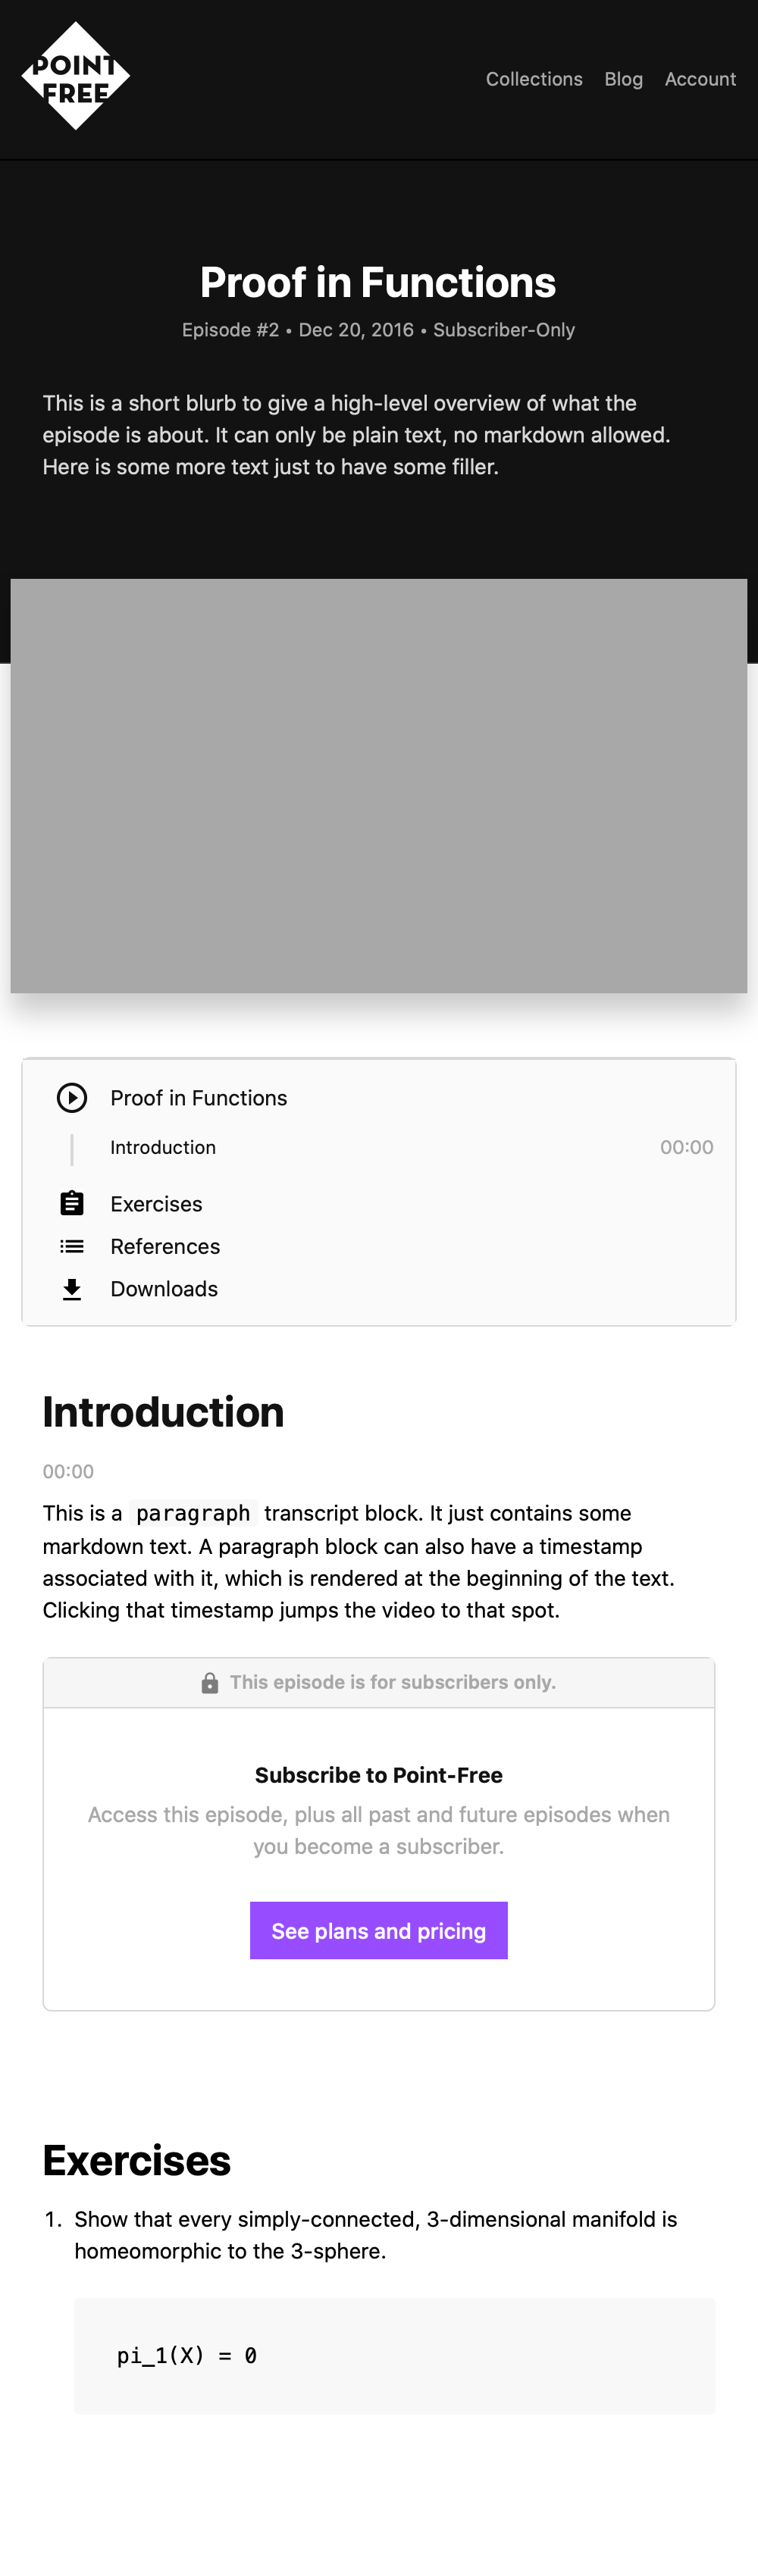 POINT
FREE
Collections Blog Account
Proof in Functions
Episode #2 • Dec 20, 2016 • Subscriber-Only
This is a short blurb to give a high-level overview of what the
episode is about. It can only be plain text, no markdown allowed.
Here is some more text just to have some filler.
Proof in Functions
Introduction 00:00
Exercises
References
Downloads
Introduction
00:00
This is a paragraph transcript block. It just contains some
markdown text. A paragraph block can also have a timestamp
associated with it, which is rendered at the beginning of the text.
Clicking that timestamp jumps the video to that spot.
This episode is for subscribers only.
Subscribe to Point-Free
Access this episode, plus all past and future episodes when
you become a subscriber.
See plans and pricing
Exercises
1. Show that every simply-connected, 3-dimensional manifold is
homeomorphic to the 3-sphere.
pi_1(X) = 0